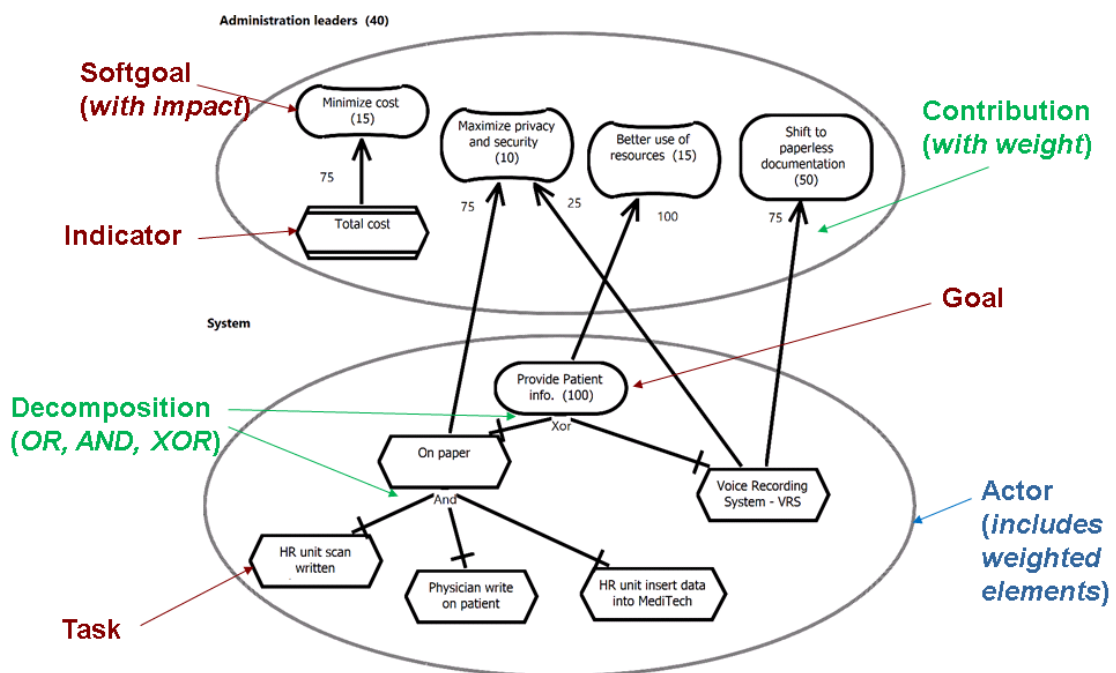 Administration leaders (40)
Softgoal
(with impact)
Minimize cost
(15)
Maximize privacy
and security
(10)
Better use of
resources (15)
Shift to
paperless
documentation
(50)
Contribution
(with weight)
75
75
25
100
75
Indicator
Total cost
Goal
System
Provide Patient
info. (100)
Decomposition
(OR, AND, XOR)
Xor
On paper
And
Voice Recording
System - VRS
Actor
(includes
weighted
elements)
HR unit scan
written
Physician write
on patient
HR unit insert data
into MediTech
Task